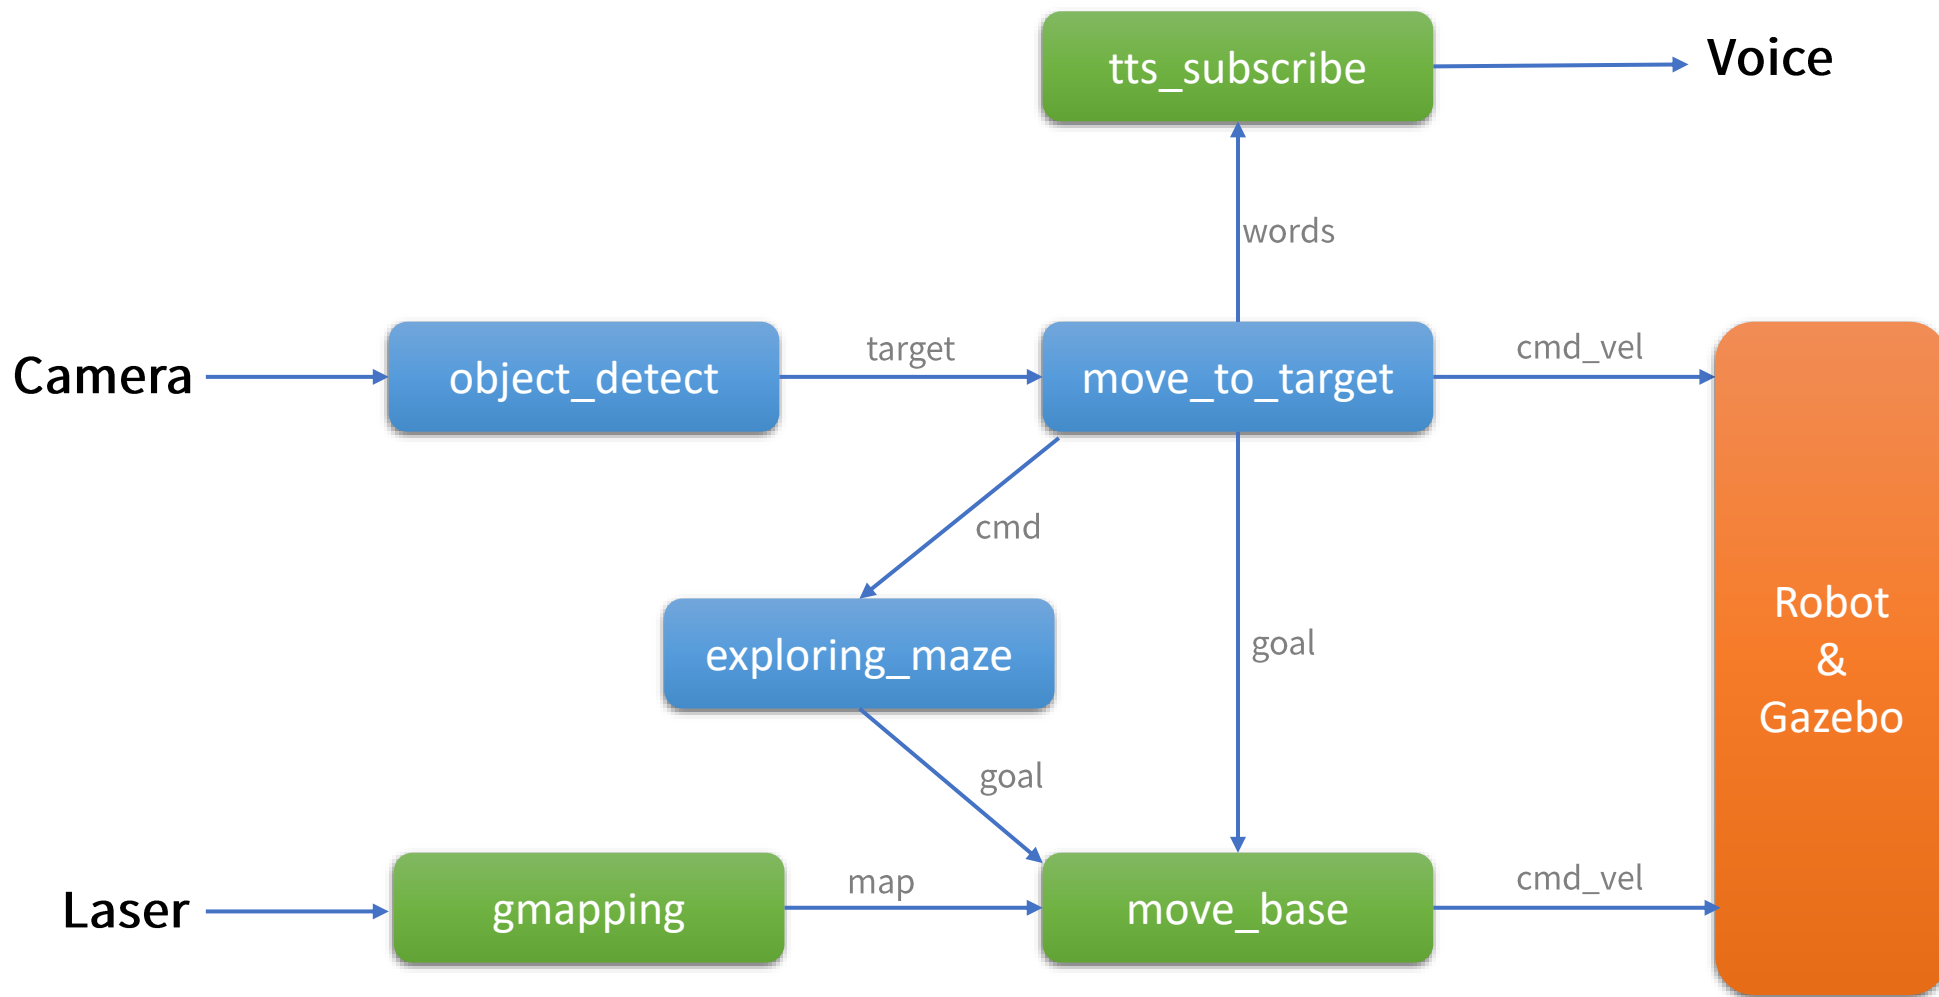 tts_subscribe
Voice
words
Camera
object_detect
target
move_to_target
cmd_vel
cmd
exploring_maze
goal
goal
Robot
&
Gazebo
Laser
gmapping
map
move_base
cmd_vel